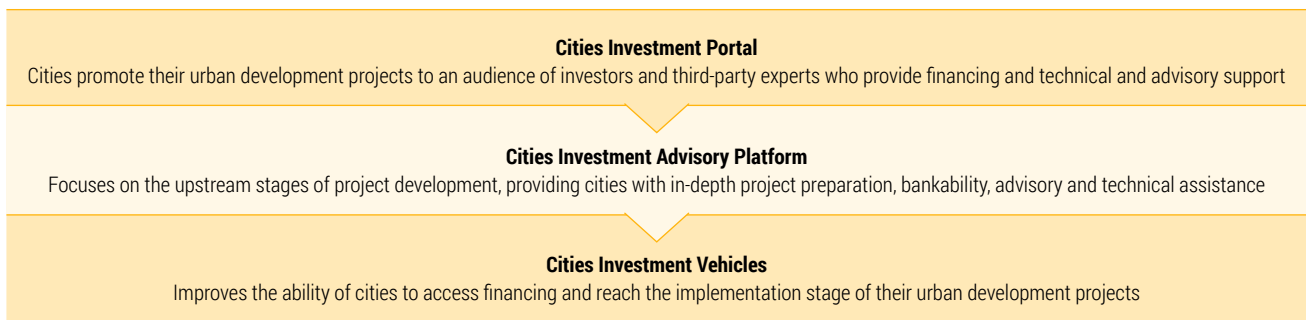 Cities Investment Portal
Cities promote their urban development projects to an audience of investors and third-party experts who provide financing and technical and advisory support
Cities Investment Advisory Platform
Focuses on the upstream stages of project development, providing cities with in-depth project preparation, bankability, advisory and technical assistance
Cities Investment Vehicles
Improves the ability of cities to access financing and reach the implementation stage of their urban development projects